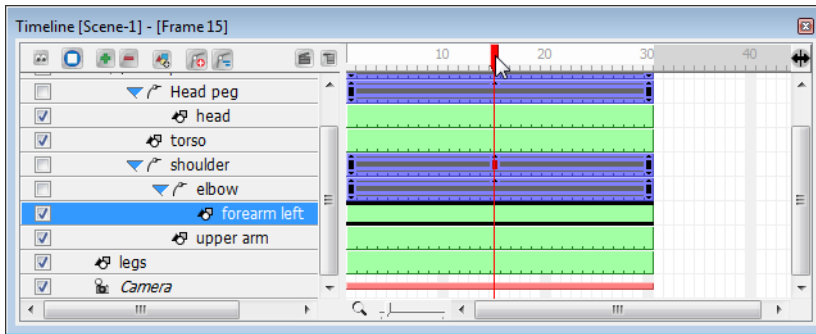 Timeline [Scene-1] - [Frame 15]
10 20 30 40
Head peg
head
torso
shoulder
elbow
forearm left
upper arm
legs
Camera